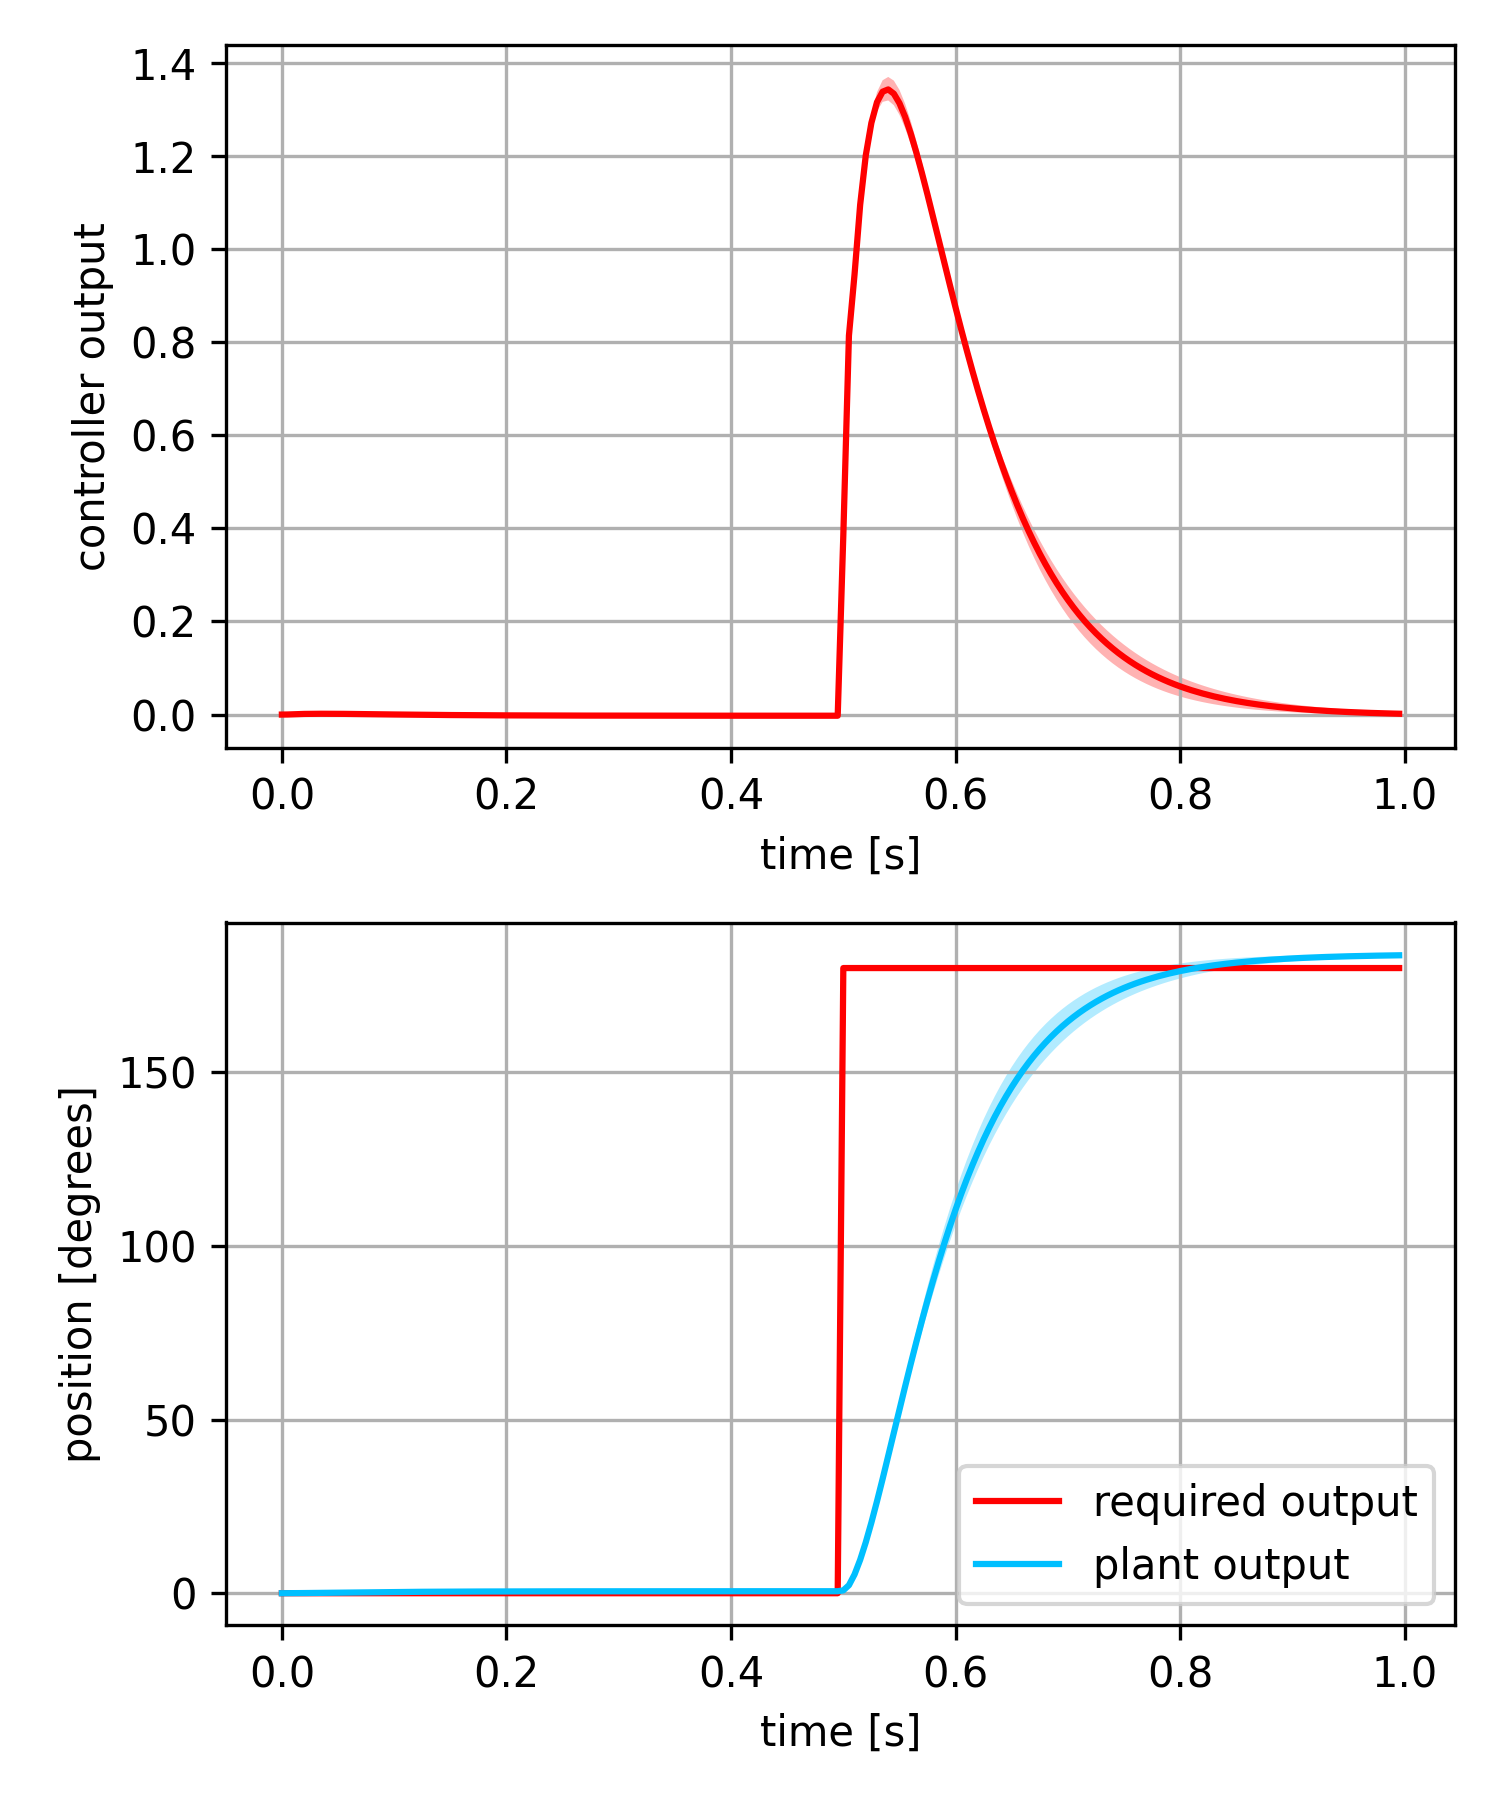 1.4
1.2
1.0
0.8
0.6
0.4
0.2
0.0
controller output
0.0 0.2 0.4 0.6 0.8 1.0
time [s]
150
100
50
0
position [degrees]
required output
plant output
0.0 0.2 0.4 0.6 0.8 1.0
time [s]